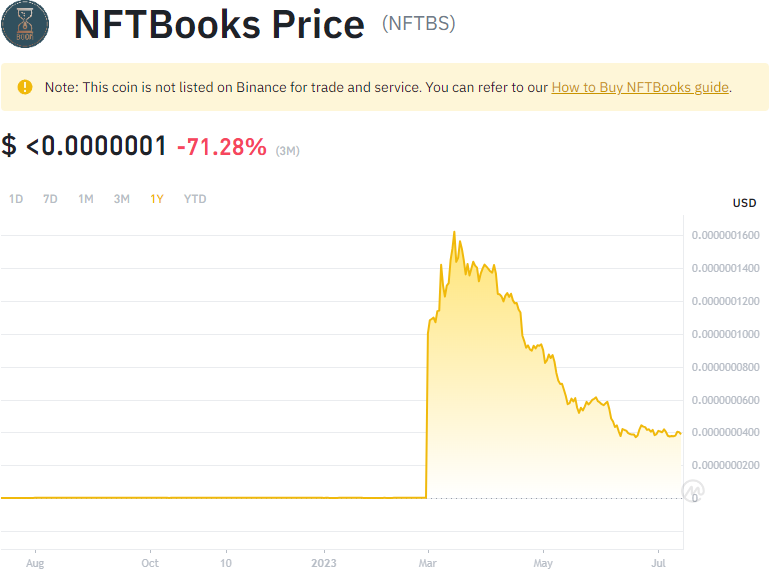 BOOK
NFTBooks Price (NFTBS)
Note: This coin is not listed on Binance for trade and service. You can refer to our How to Buy NFTBooks guide.
$ <0.0000001 -71.28% (3M)
1D 7D 1M 3M 1Y YTD
USD
0.0000001600
0.0000001400
0.0000001200
0.0000001000
0.0000000800
0.0000000600
0.0000000400
0.0000000200
0
Aug Oct 10 2023 Mar May Jul